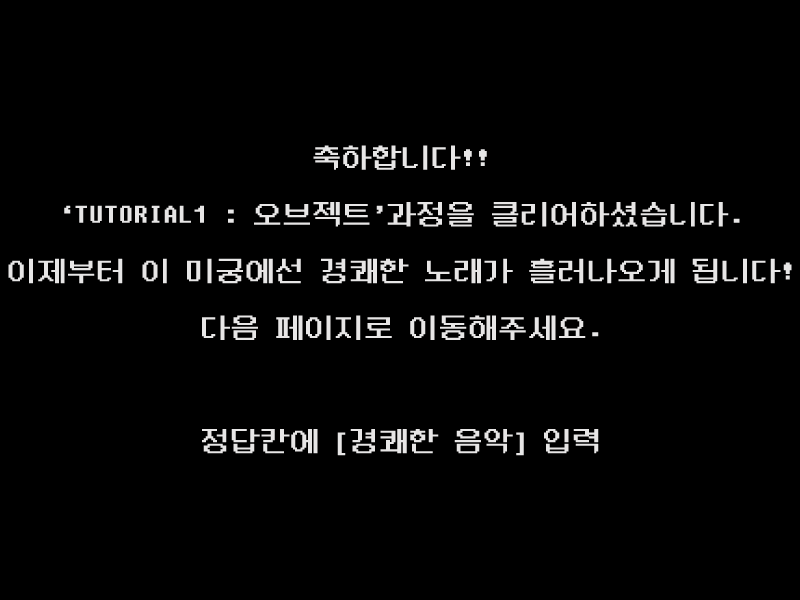 축하합니다!!
‘TUTORIAL1 : 오브젝트’과정을 클리어하셨습니다.
이제부터 이 미궁에선 경쾌한 노래가 흘러나오게 됩니다!
다음 페이지로 이동해주세요.
정답칸에 [경쾌한 음악] 입력